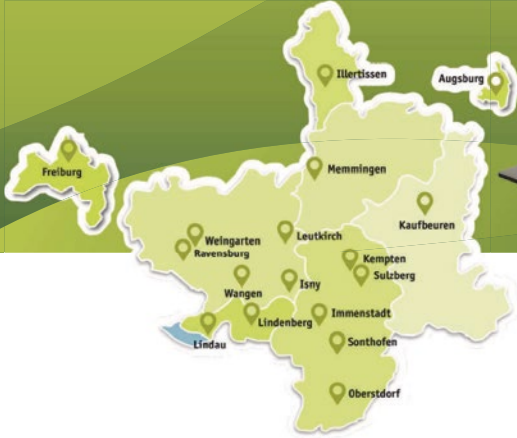 Illertissen
Augsburg
Freiburg
Memmingen
Kaufbeuren
Weingarten
Leutkirch
Ravensburg
Kempten
Sulzberg
Isny
Wangen
Immenstadt
Lindenberg
Lindau
Sonthofen
Oberstdorf